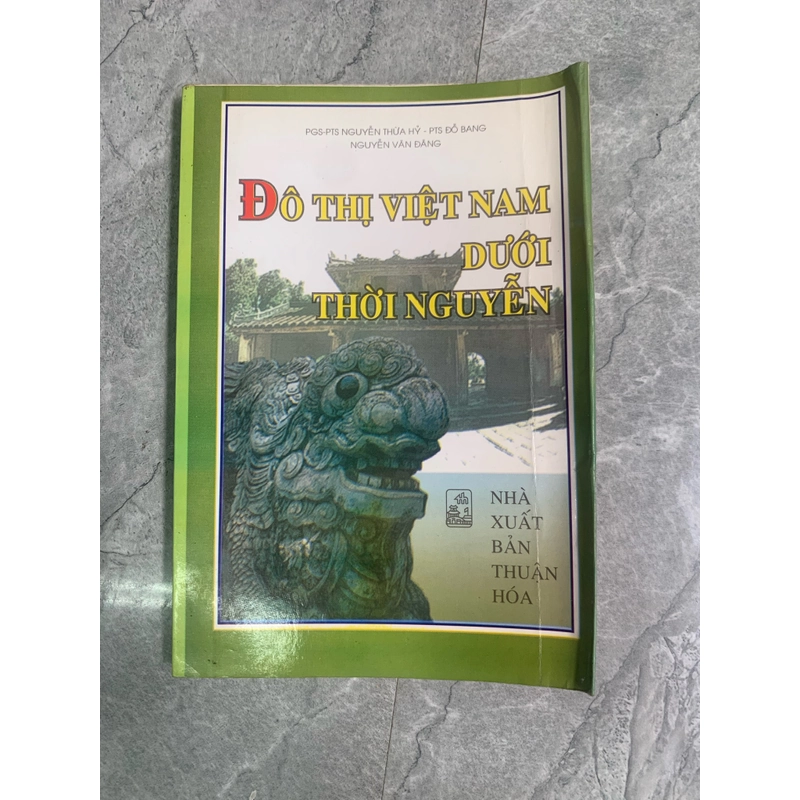 PGS-PTS NGUYỄN THỪA HỶ - PTS ĐỖ BANG
NGUYỄN VĂN ĐĂNG
ĐÔ THỊ VIỆT NAM
DƯỚI
THỜI NGUYỄN
NHÀ
XUẤT
BẢN
THUẬN
HÓA